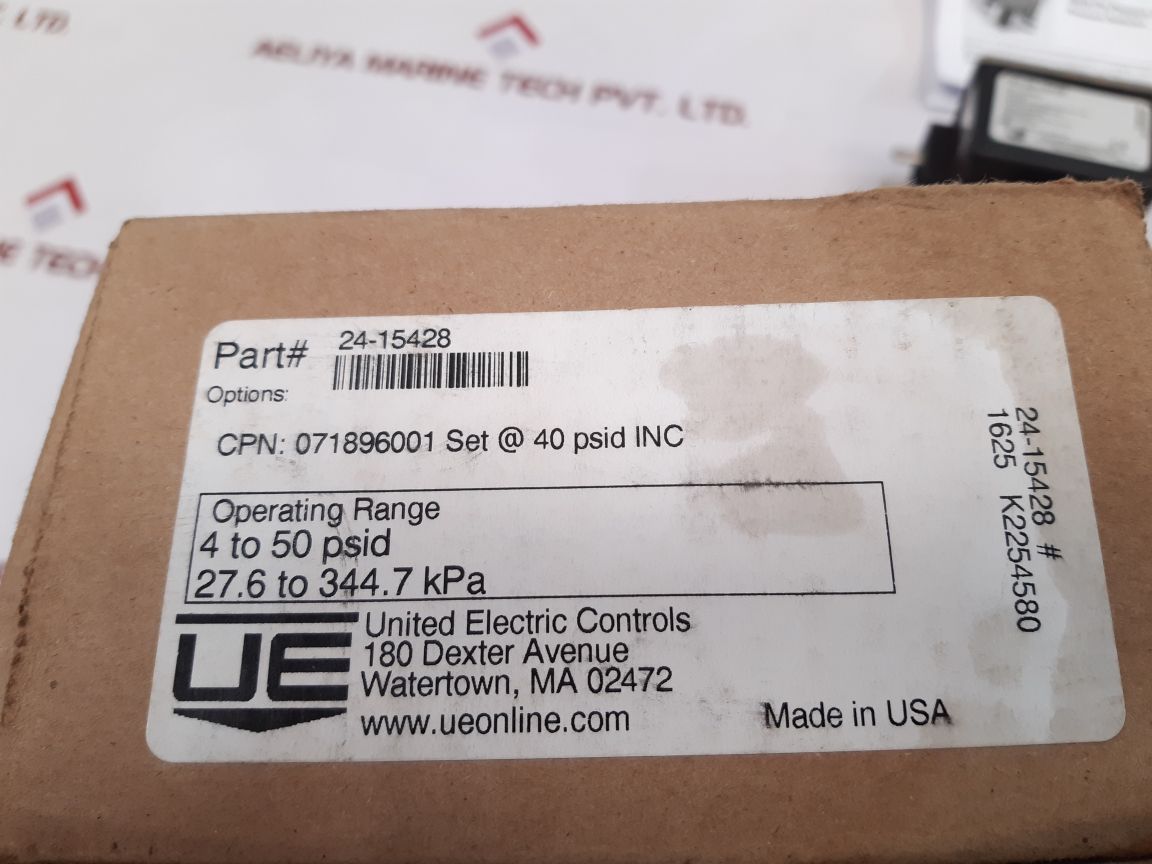 LTD.
AELIYA MARINE TECH PVT. LTD.
TECH
Part# 24-15428
Options:
CPN: 071896001 Set @ 40 psid INC
Operating Range
4 to 50 psid
27.6 to 344.7 kPa
UE
United Electric Controls
180 Dexter Avenue
Watertown, MA 02472
www.ueonline.com
Made in USA
24-15428 #
1625 K2254580